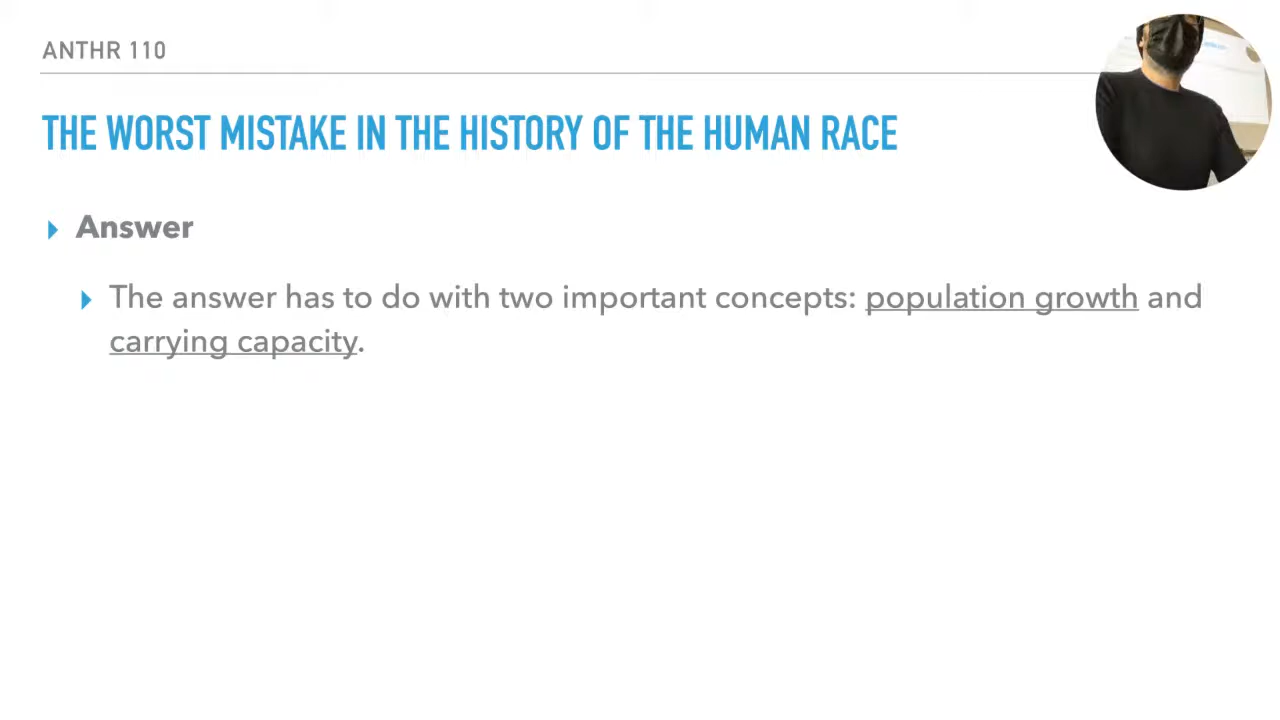 ANTHR 110
THE WORST MISTAKE IN THE HISTORY OF THE HUMAN RACE
Answer
The answer has to do with two important concepts: population growth and
carrying capacity.